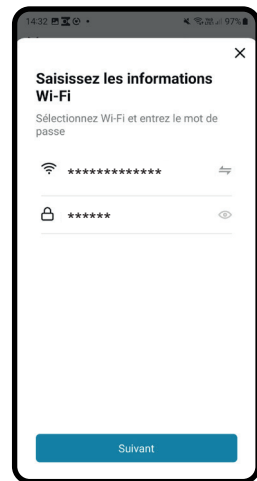 14:32 97%
Saisissez les informations
Wi-Fi
Sélectionnez Wi-Fi et entrez le mot de
passe
*************
******
Suivant